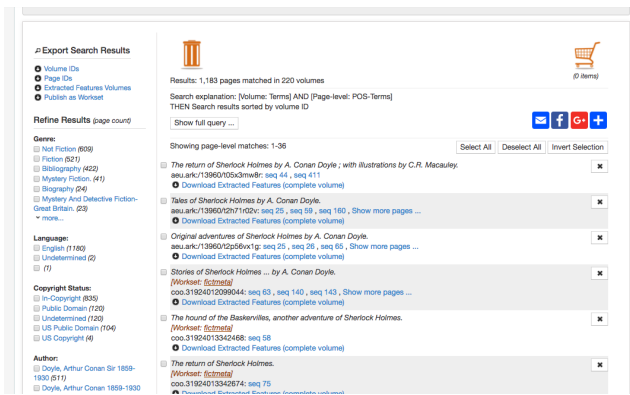 Export Search Results
Volume IDs
Page IDs
Extracted Features Volumes
Publish as Workset
Refine Results (page count)
Genre:
Not Fiction (609)
Fiction (521)
Bibliography (422)
Mystery Fiction. (41)
Biography (24)
Mystery And Detective Fiction-
Great Britain. (23)
more...
Language:
English (1180)
Undetermined (2)
(1)
Copyright Status:
In-Copyright (835)
Public Domain (120)
Undetermined (120)
US Public Domain (104)
US Copyright (4)
Author:
Doyle, Arthur Conan Sir 1859-
1930 (511)
Doyle, Arthur Conan 1859-1930
(0 items)
Results: 1,183 pages matched in 220 volumes
Search explanation: [Volume: Terms] AND [Page-level: POS-Terms]
THEN Search results sorted by volume ID
Show full query ...
Showing page-level matches: 1-36
Select All Deselect All Invert Selection
The return of Sherlock Holmes by A. Conan Doyle ; with illustrations by C.R. Macauley.
aeu.ark:/13960/t05x3mw8r: seq 44 , seq 411
Download Extracted Features (complete volume)
Tales of Sherlock Holmes by A. Conan Doyle.
aeu.ark:/13960/t2h71r02v: seq 25 , seq 59 , seq 160 , Show more pages ...
Download Extracted Features (complete volume)
Original adventures of Sherlock Holmes by A. Conan Doyle.
aeu.ark:/13960/t2p56vx1g: seq 25 , seq 26 , seq 65 , Show more pages ...
Download Extracted Features (complete volume)
Stories of Sherlock Holmes ... by A. Conan Doyle.
[Workset: fictmeta]
coo.31924012099044: seq 63 , seq 140 , seq 143 , Show more pages ...
Download Extracted Features (complete volume)
The hound of the Baskervilles, another adventure of Sherlock Holmes.
[Workset: fictmeta]
coo.31924013342468: seq 58
Download Extracted Features (complete volume)
The return of Sherlock Holmes.
[Workset: fictmeta]
coo.31924013342674: seq 75
Download Extracted Features (complete volume)